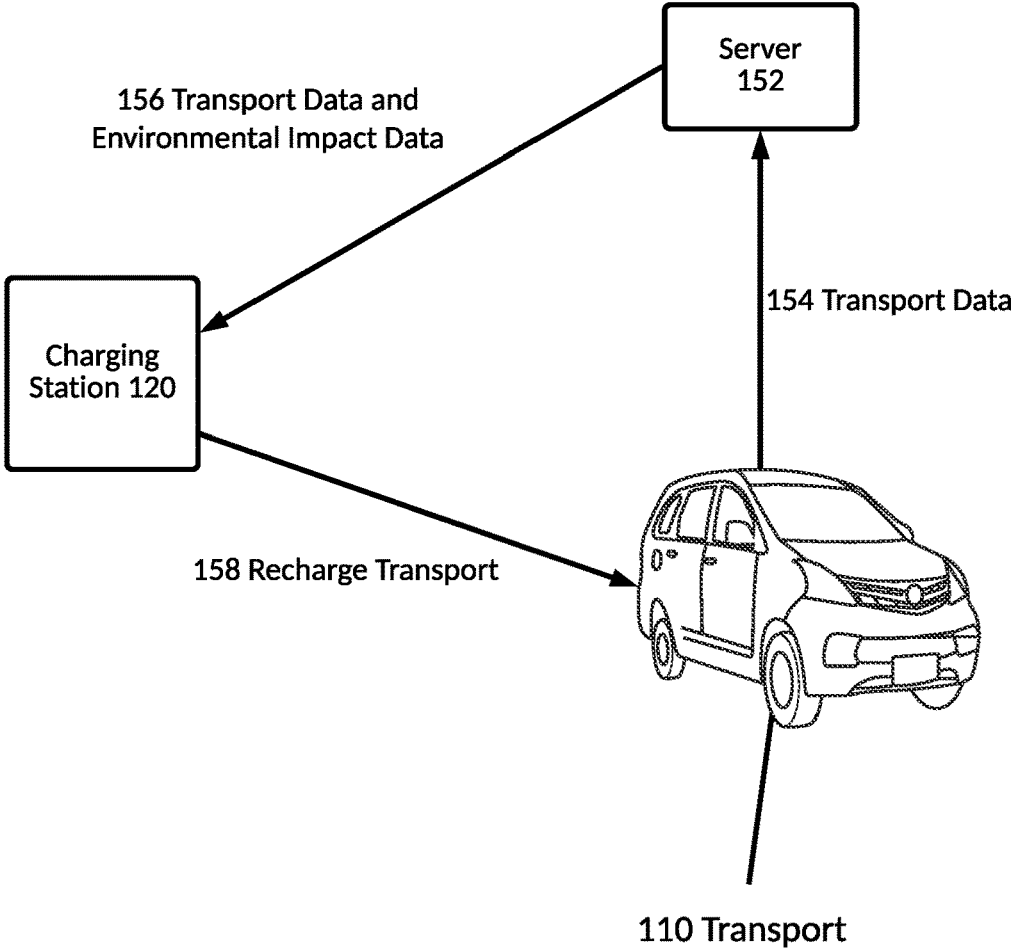 Server
152
156 Transport Data and
Environmental Impact Data
154 Transport Data
Charging
Station 120
158 Recharge Transport
110 Transport